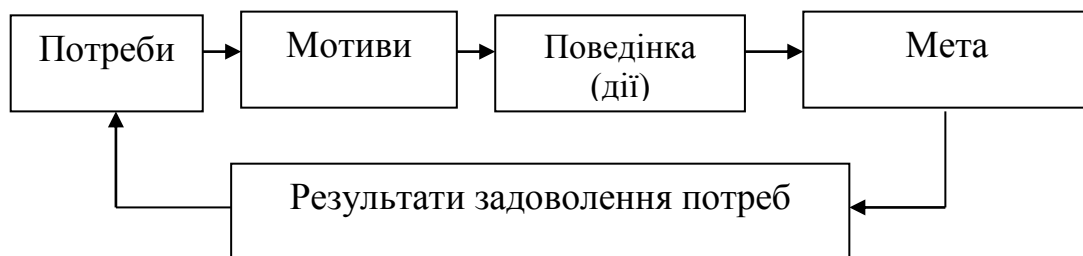 Потреби
Мотиви
Поведінка
(дії)
Мета
Результати задоволення потреб